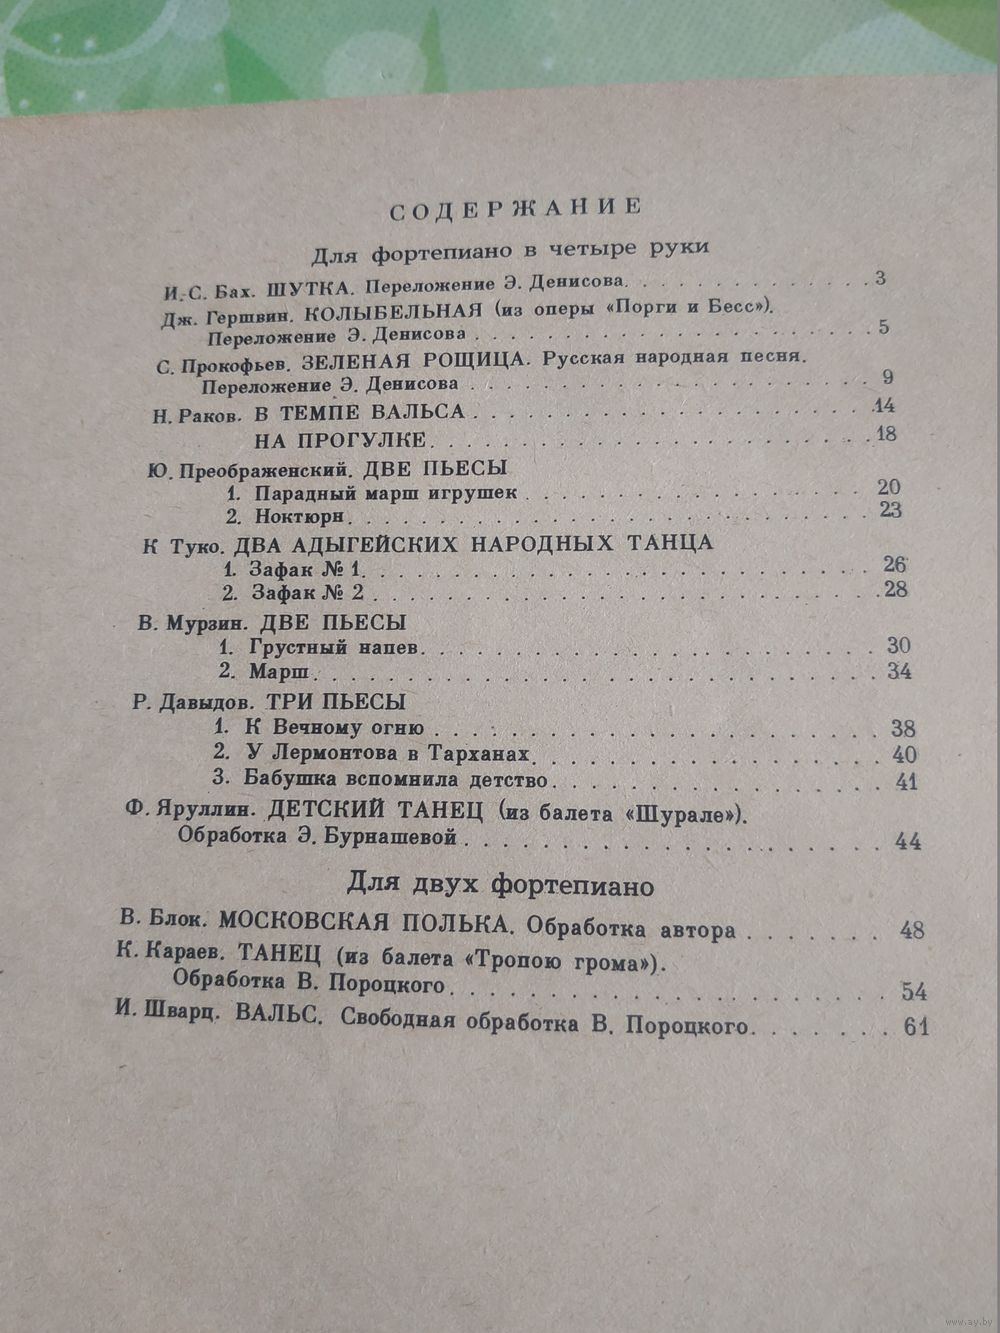 СОДЕРЖАНИЕ
Для фортепиано в четыре руки
И.-С. Бах. ШУТКА. Переложение Э. Денисова. . . . . . . . . . . . . 3
Дж. Гершвин. КОЛЫБЕЛЬНАЯ (из оперы «Порги и Бесс»).
Переложение Э. Денисова . . . . . . . . . . . . . . . . . . . 5
С. Прокофьев. ЗЕЛЕНАЯ РОЩИЦА. Русская народная песня.
Переложение Э. Денисова . . . . . . . . . . . . . . . . . . . 9
Н. Раков. В ТЕМПЕ ВАЛЬСА . . . . . . . . . . . . . . . . . . . 14
НА ПРОГУЛКЕ. . . . . . . . . . . . . . . . . . . . . 18
Ю. Преображенский. ДВЕ ПЬЕСЫ
1. Парадный марш игрушек . . . . . . . . . . . . . . . . 20
2. Ноктюрн. . . . . . . . . . . . . . . . . . . . . . . . 23
К Туко. ДВА АДЫГЕЙСКИХ НАРОДНЫХ ТАНЦА
1. Зафак № 1. . . . . . . . . . . . . . . . . . . . . . . 26
2. Зафак № 2 . . . . . . . . . . . . . . . . . . . . . . . 28
В. Мурзин. ДВЕ ПЬЕСЫ
1. Грустный напев. . . . . . . . . . . . . . . . . . . . . 30
2. Марш. . . . . . . . . . . . . . . . . . . . . . . . . . 34
Р. Давыдов. ТРИ ПЬЕСЫ
1. К Вечному огню . . . . . . . . . . . . . . . . . . . . 38
2. У Лермонтова в Тарханах. . . . . . . . . . . . . . . 40
3. Бабушка вспомнила детство. . . . . . . . . . . . . . 41
Ф. Яруллин. ДЕТСКИЙ ТАНЕЦ (из балета «Шурале»).
Обработка Э. Бурнашевой . . . . . . . . . . . . . . . . . 44
Для двух фортепиано
В. Блок. МОСКОВСКАЯ ПОЛЬКА. Обработка автора . . . . . . . 48
К. Караев. ТАНЕЦ (из балета «Тропою грома»).
Обработка В. Пороцкого. . . . . . . . . . . . . . . . . . 54
И. Шварц. ВАЛЬС. Свободная обработка В. Пороцкого. . . . . . . 61
www.ay.by